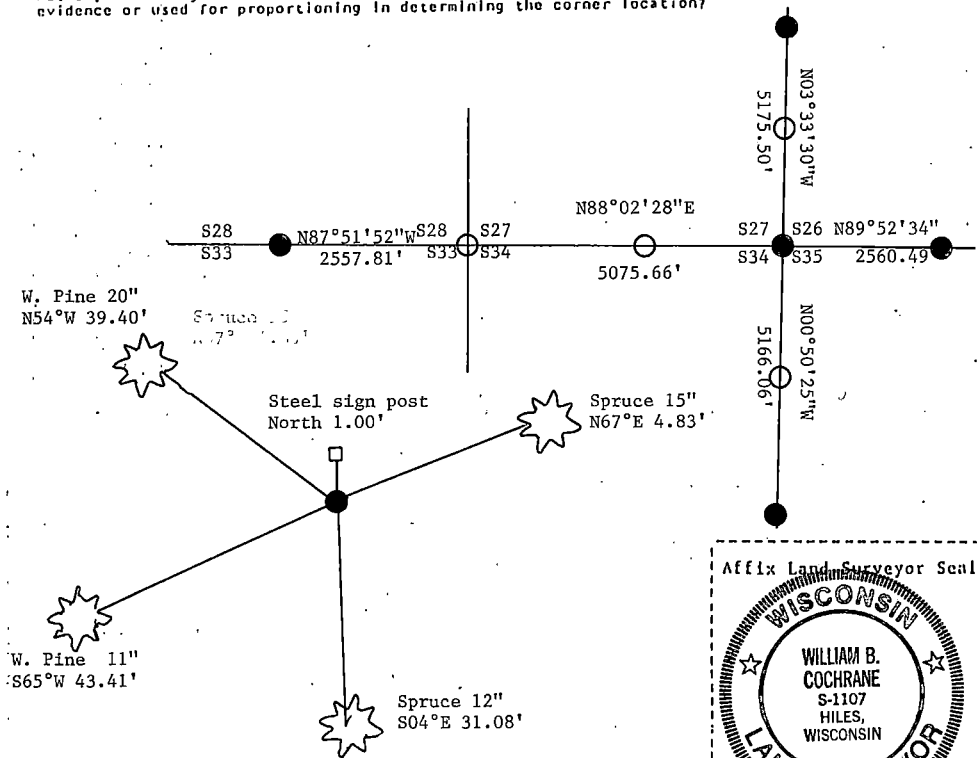 evidence or used for proportioning in determining the corner location?
N03°33'30"W
5175.50'
N88°02'28"E
S28
N87°51'52"W
S28
S27
S27
S26
N89°52'34"
S33
2557.81'
S33
S34
5075.66'
S34
S35
2560.49
W. Pine 20"
N54°W 39.40'
Spruce
N00°50'25"W
5166.06'
Steel sign post
North 1.00'
Spruce 15"
N67°E 4.83'
Affix Land Surveyor Seal
WISCONSIN
WILLIAM B.
COCHRANE
S-1107
HILES,
WISCONSIN
W. Pine 11"
S65°W 43.41'
Spruce 12"
S04°E 31.08'